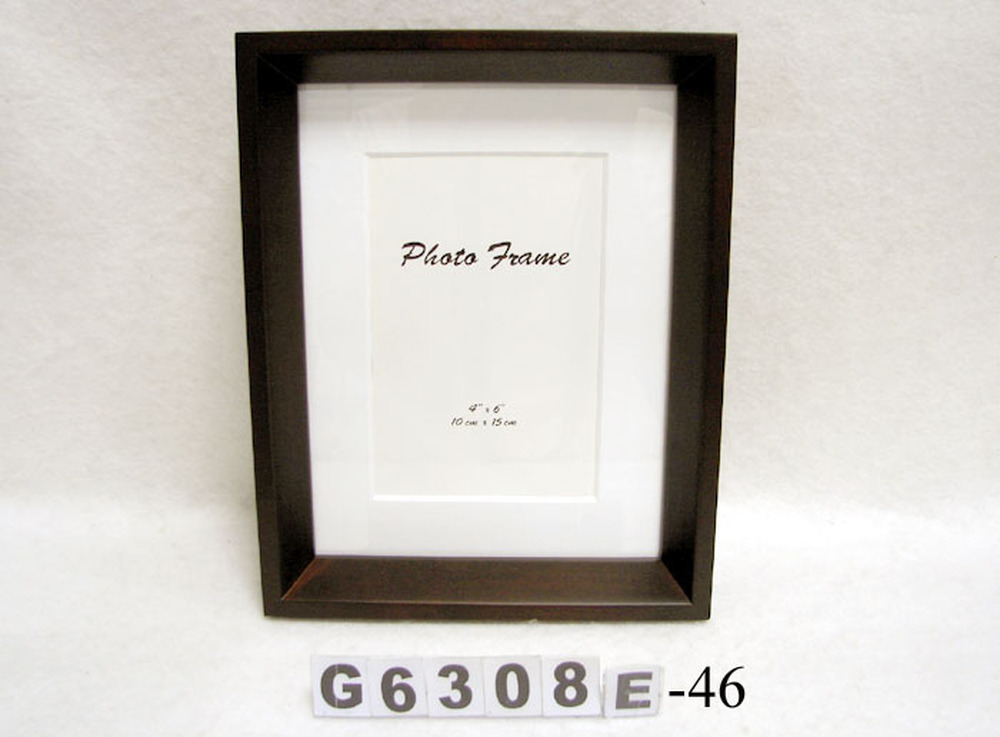 Photo Frame
4" x 6"
10 cm x 15 cm
G6308E-46